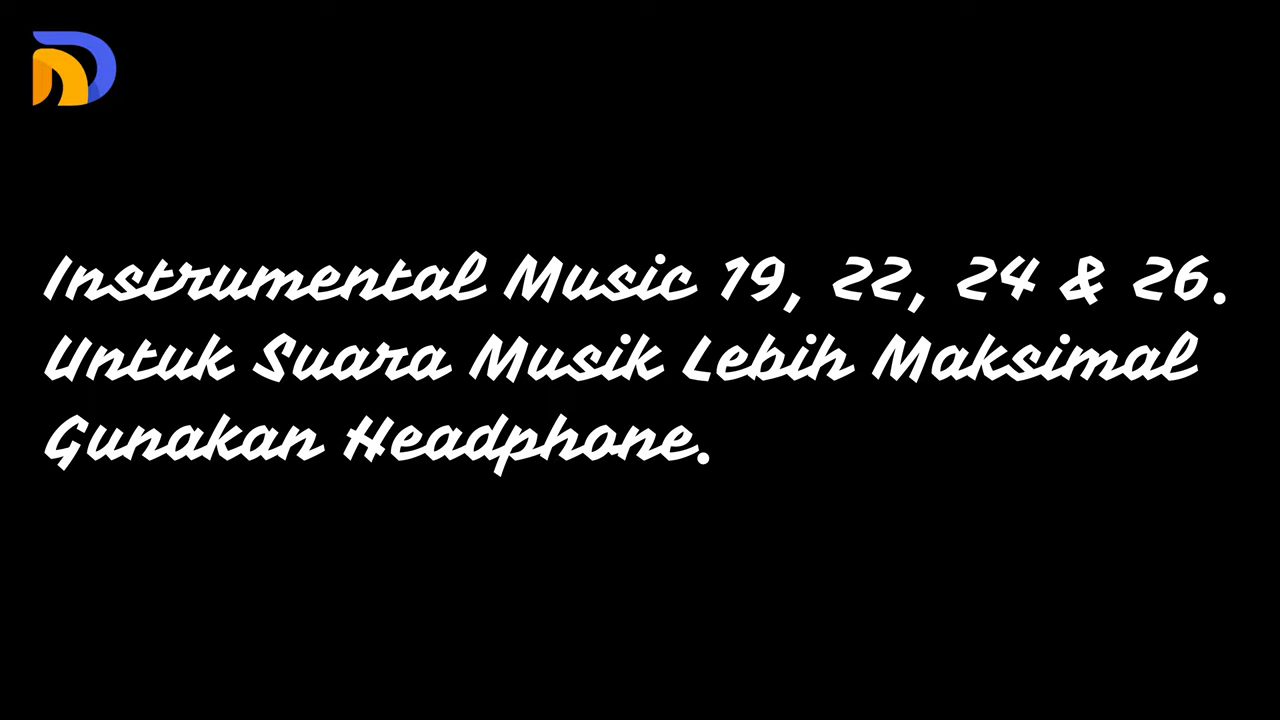 Instrumental Music 19, 22, 24 & 26.
Untuk Suara Musik Lebih Maksimal
Gunakan Headphone.